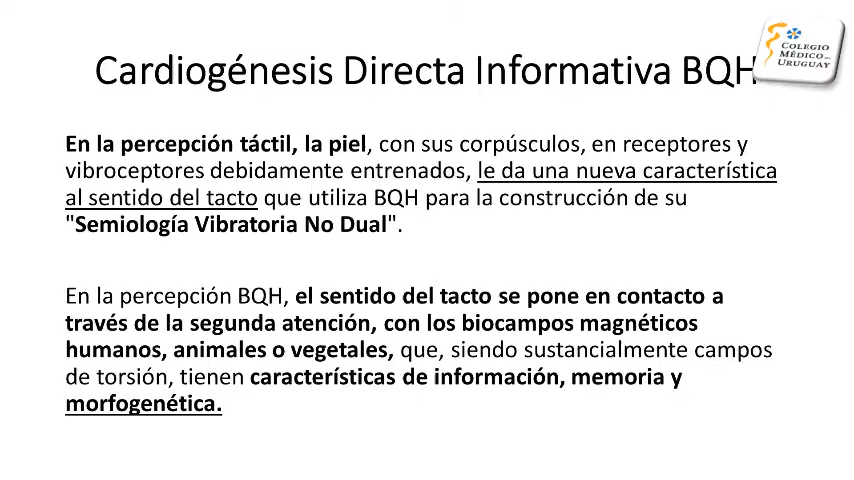 Cardiogénesis Directa Informativa BQH
COLEGIO
MÉDICO DEL
URUGUAY
En la percepción táctil, la piel, con sus corpúsculos, en receptores y
vibroceptores debidamente entrenados, le da una nueva característica
al sentido del tacto que utiliza BQH para la construcción de su
"Semiología Vibratoria No Dual".
En la percepción BQH, el sentido del tacto se pone en contacto a
través de la segunda atención, con los biocampos magnéticos
humanos, animales o vegetales, que, siendo sustancialmente campos
de torsión, tienen características de información, memoria y
morfogenética.